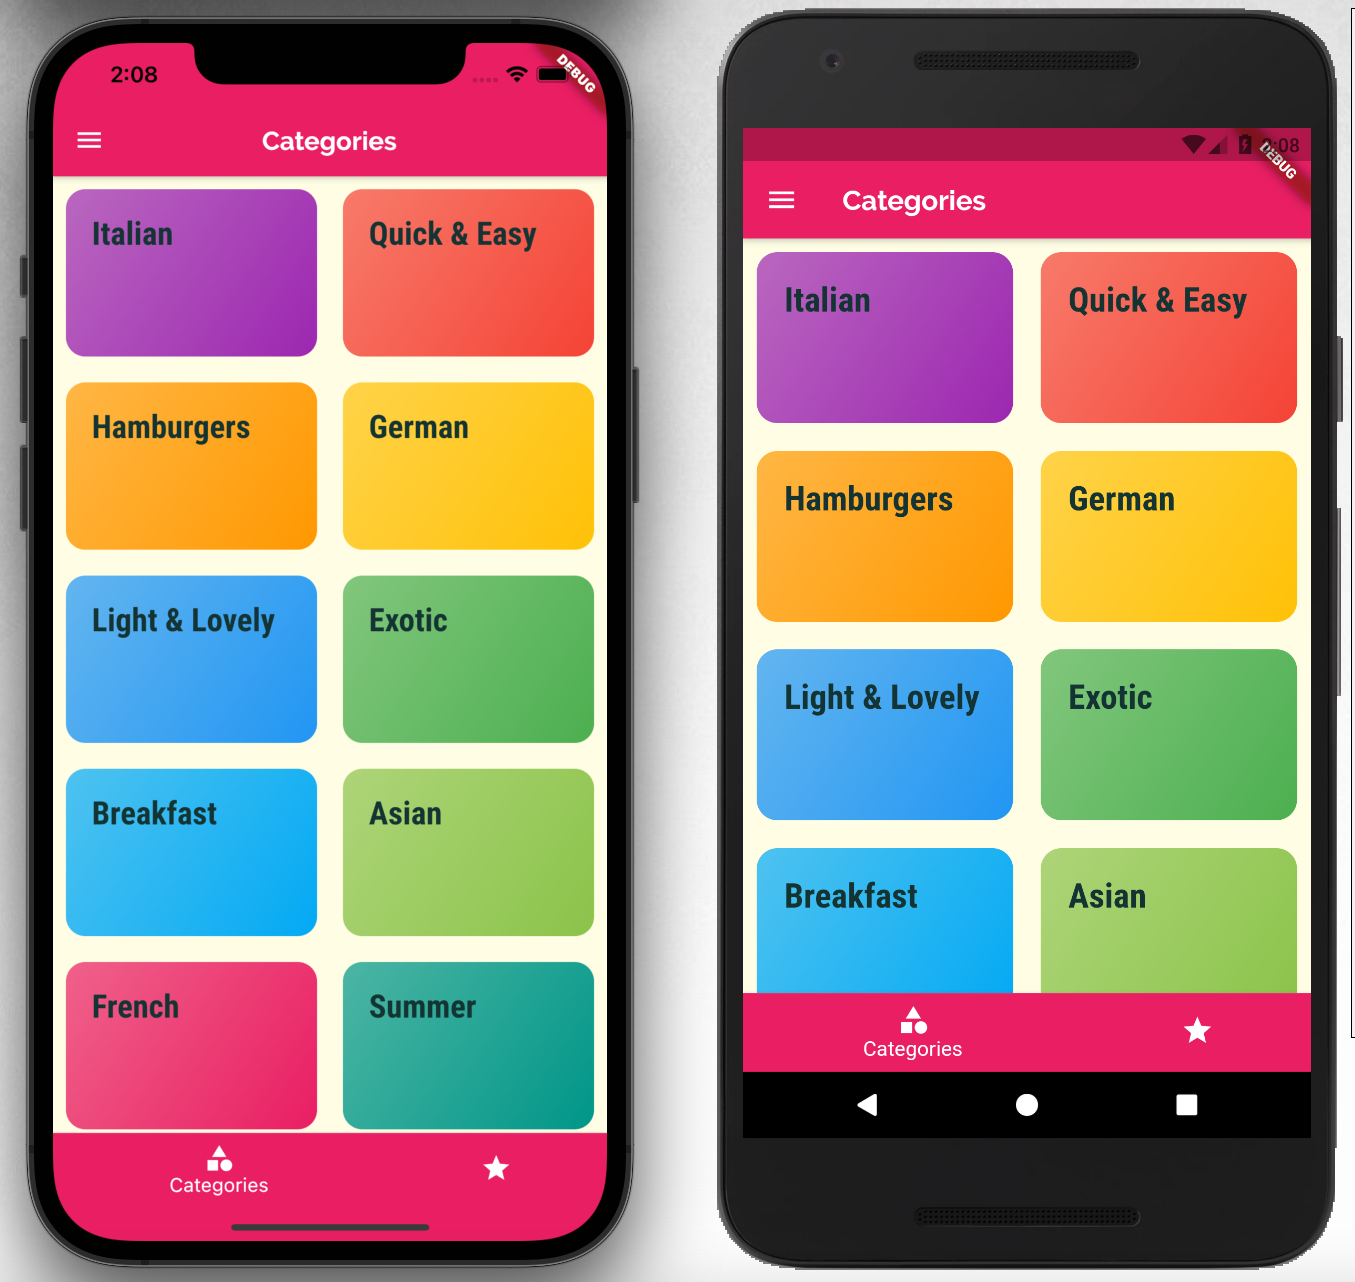 2:08
DEBUG
Categories
Italian
Quick & Easy
Hamburgers
German
Light & Lovely
Exotic
Breakfast
Asian
French
Summer
Categories
2:08
DEBUG
Categories
Italian
Quick & Easy
Hamburgers
German
Light & Lovely
Exotic
Breakfast
Asian
Categories